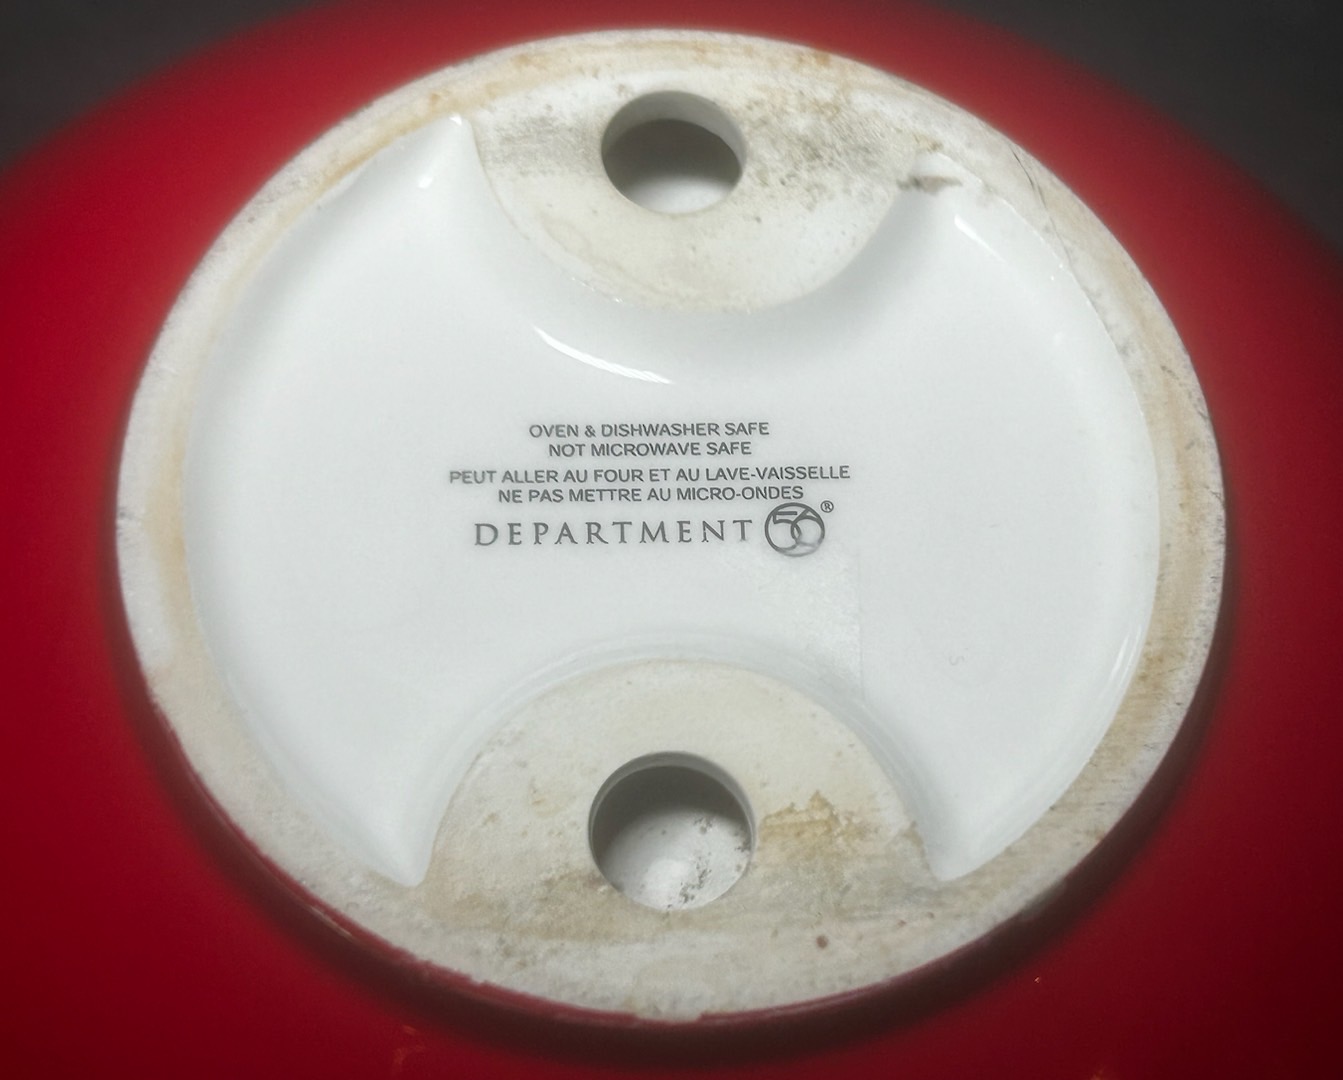 OVEN & DISHWASHER SAFE
NOT MICROWAVE SAFE
PEUT ALLER AU FOUR ET AU LAVE-VAISSELLE
NE PAS METTRE AU MICRO-ONDES
DEPARTMENT 56®